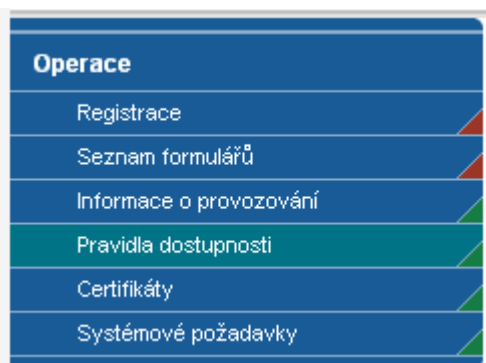 Operace
Registrace
Seznam formulářů
Informace o provozování
Pravidla dostupnosti
Certifikáty
Systémové požadavky